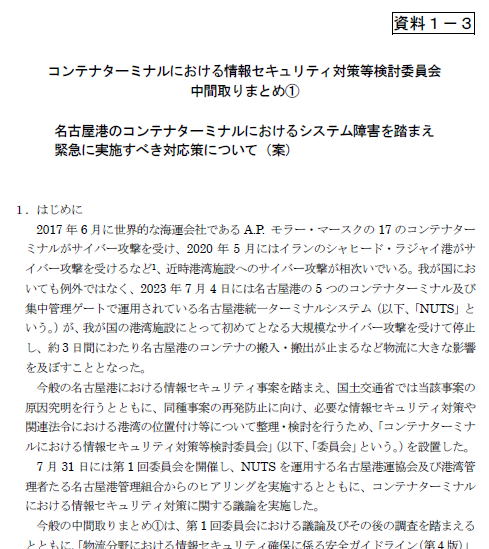 資料１－３
コンテナターミナルにおける情報セキュリティ対策等検討委員会
中間取りまとめ①
名古屋港のコンテナターミナルにおけるシステム障害を踏まえ
緊急に実施すべき対応策について（案）
１．はじめに
2017 年 6 月に世界的な海運会社である A.P. モラー・マースクの 17 のコンテナター
ミナルがサイバー攻撃を受け、2020 年 5 月にはイランのシャヒード・ラジャイ港がサ
イバー攻撃を受けるなど1、近時港湾施設へのサイバー攻撃が相次いでいる。我が国にお
いても例外ではなく、2023 年 7 月 4 日には名古屋港の 5 つのコンテナターミナル及び
集中管理ゲートで運用されている名古屋港統一ターミナルシステム（以下、「NUTS」と
いう。）が、我が国の港湾施設にとって初めてとなる大規模なサイバー攻撃を受けて停止
し、約 3 日間にわたり名古屋港のコンテナの搬入・搬出が止まるなど物流に大きな影響
を及ぼすこととなった。
今般の名古屋港における情報セキュリティ事案を踏まえ、国土交通省では当該事案の
原因究明を行うとともに、同種事案の再発防止に向け、必要な情報セキュリティ対策や
関連法令における港湾の位置付け等について整理・検討を行うため、「コンテナターミナ
ルにおける情報セキュリティ対策等検討委員会」（以下、「委員会」という。）を設置した。
7 月 31 日には第 1 回委員会を開催し、NUTS を運用する名古屋港運協会及び港湾管
理者たる名古屋港管理組合からのヒアリングを実施するとともに、コンテナターミナル
における情報セキュリティ対策に関する議論を実施した。
今般の中間取りまとめ①は、第 1 回委員会における議論及びその後の調査を踏まえる
とともに、「物流分野における情報セキュリティ確保に係る安全ガイドライン（第 4 版）」